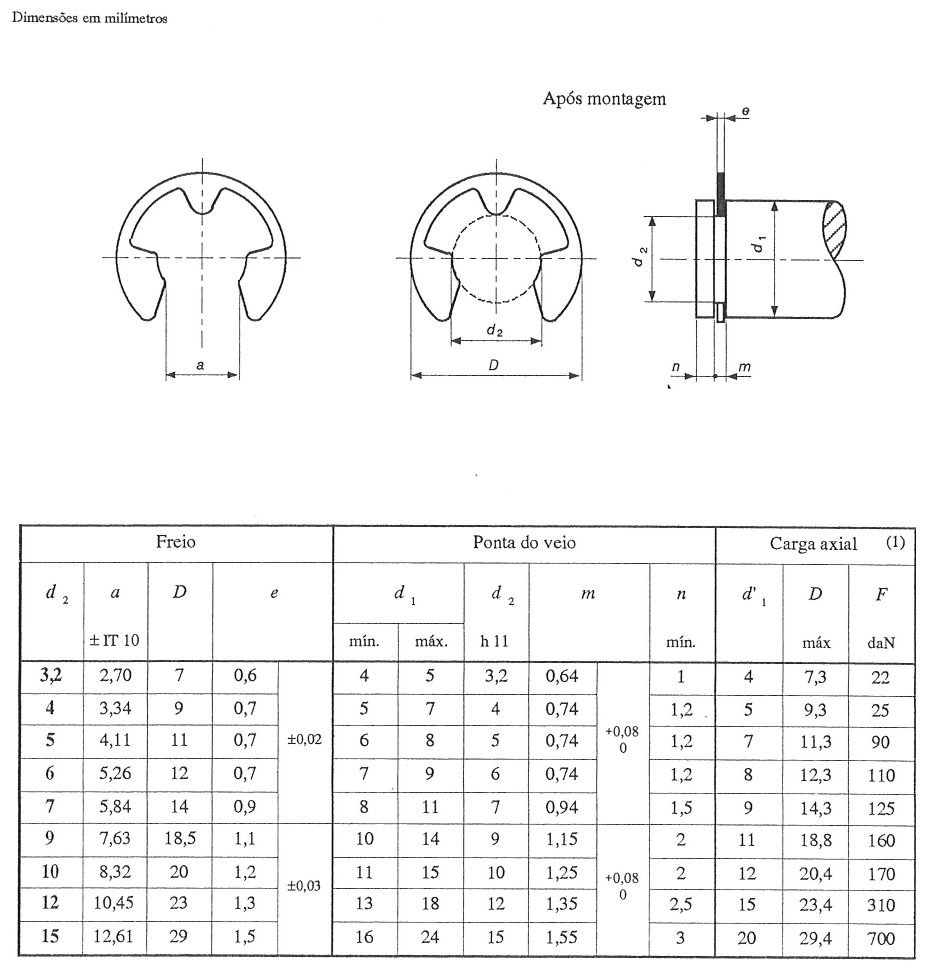 Dimensões em milímetros
Após montagem
e
d 2
d 1
a
d 2
D
n
m
Freio
Ponta do veio
Carga axial (1)
d 2
a
D
e
d 1
d 2
m
n
d' 1
D
F
± IT 10
mín.
máx.
h 11
mín.
máx
daN
3,2 2,70 7 0,6 4 5 3,2 0,64 1 4 7,3 22
4 3,34 9 0,7 5 7 4 0,74 1,2 5 9,3 25
5 4,11 11 0,7 ±0,02 6 8 5 0,74 +0,08 0 1,2 7 11,3 90
6 5,26 12 0,7 7 9 6 0,74 1,2 8 12,3 110
7 5,84 14 0,9 8 11 7 0,94 1,5 9 14,3 125
9 7,63 18,5 1,1 10 14 9 1,15 2 11 18,8 160
10 8,32 20 1,2 ±0,03 11 15 10 1,25 +0,08 0 2 12 20,4 170
12 10,45 23 1,3 13 18 12 1,35 2,5 15 23,4 310
15 12,61 29 1,5 16 24 15 1,55 3 20 29,4 700